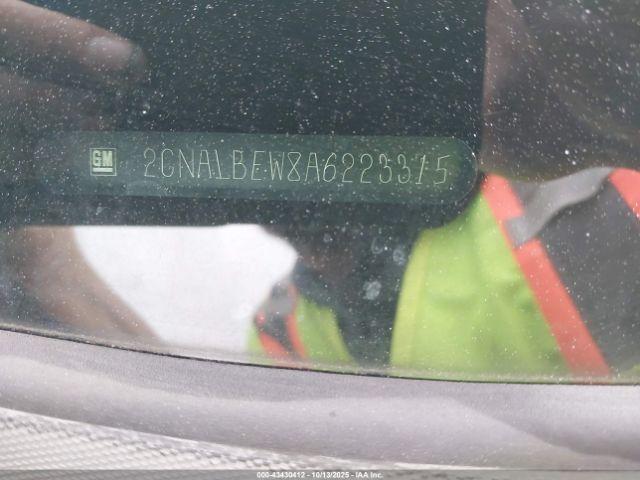 GM 2CNALBEW8A6223315
000-43430412 - 10/13/2025 - IAA Inc.